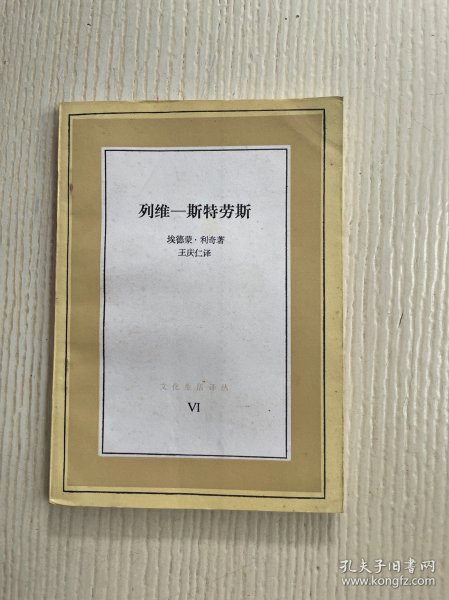 列维—斯特劳斯
埃德蒙·利奇著
王庆仁译
文化生活译丛
VI
孔夫子旧书网
www.kongfz.com